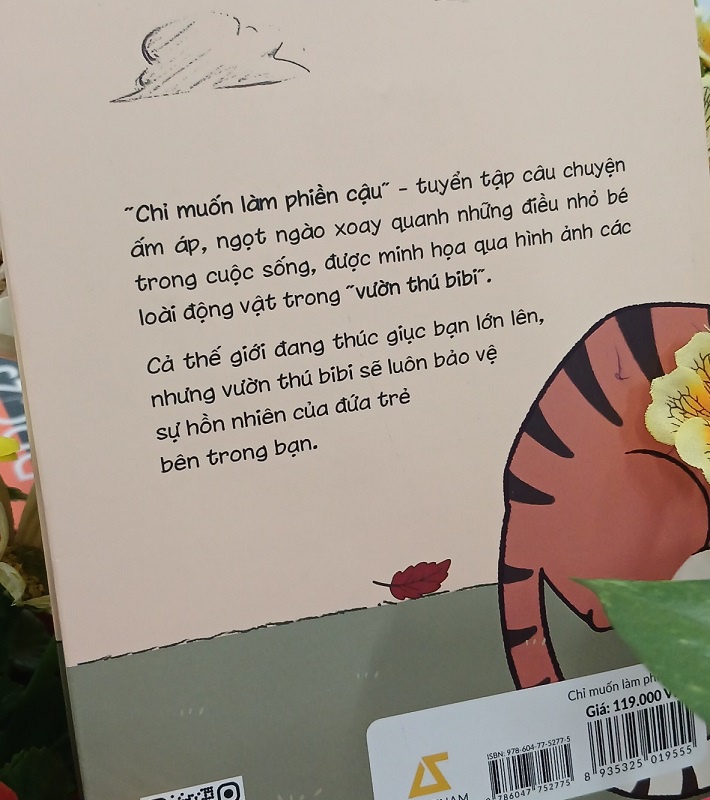 "Chỉ muốn làm phiền cậu" - tuyển tập câu chuyện
ấm áp, ngọt ngào xoay quanh những điều nhỏ bé
trong cuộc sống, được minh họa qua hình ảnh các
loài động vật trong "vườn thú bibi".
Cả thế giới đang thúc giục bạn lớn lên,
nhưng vườn thú bibi sẽ luôn bảo vệ
sự hồn nhiên của đứa trẻ
bên trong bạn.
Chỉ muốn làm
Giá: 119.000
ISBN: 978-604-77-5277-5
786047 752775
8 935325 019555